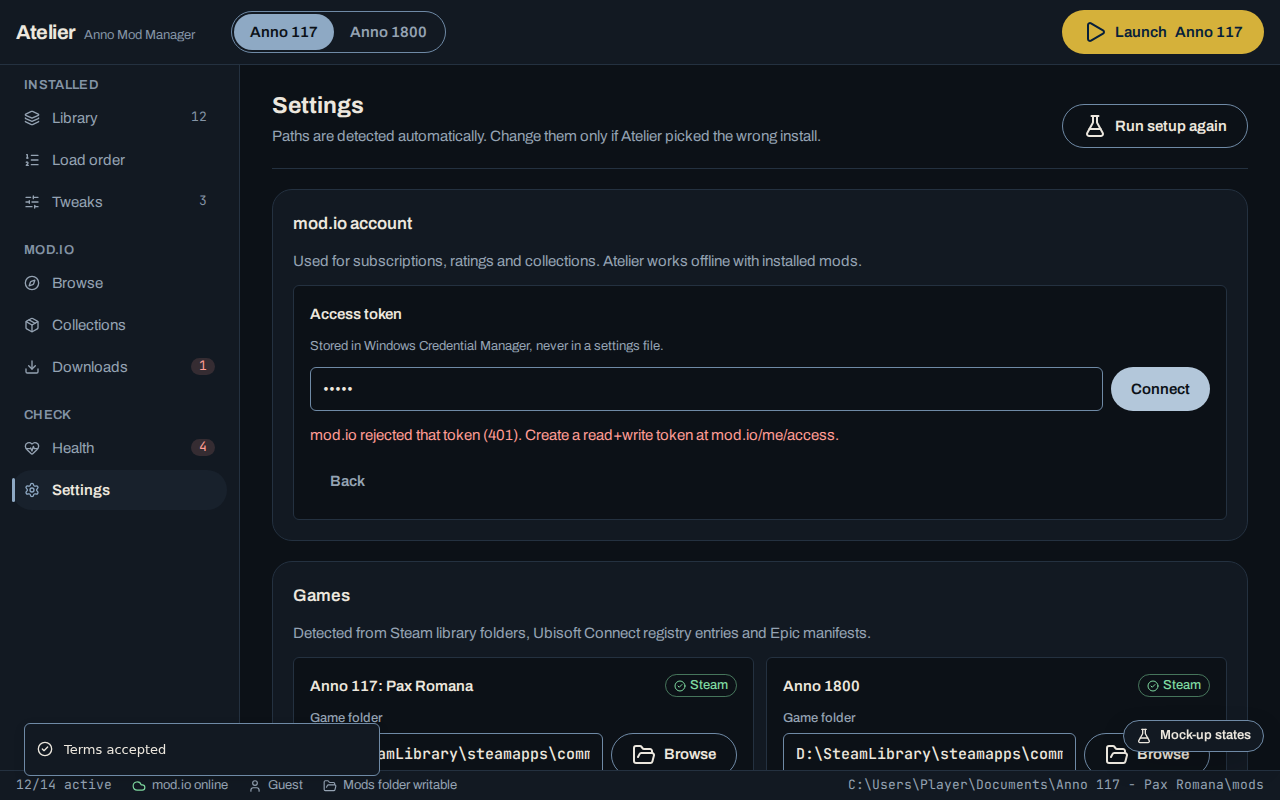 Atelier Anno Mod Manager
Anno 117
Anno 1800
Launch Anno 117
INSTALLED
Library 12
Load order
Tweaks 3
MOD.IO
Browse
Collections
Downloads 1
CHECK
Health 4
Settings
Settings
Paths are detected automatically. Change them only if Atelier picked the wrong install.
Run setup again
mod.io account
Used for subscriptions, ratings and collections. Atelier works offline with installed mods.
Access token
Stored in Windows Credential Manager, never in a settings file.
•••••
Connect
mod.io rejected that token (401). Create a read+write token at mod.io/me/access.
Back
Games
Detected from Steam library folders, Ubisoft Connect registry entries and Epic manifests.
Anno 117: Pax Romana
Steam
Game folder
amLibrary\steamapps\comm
Browse
Anno 1800
Steam
Game folder
D:\SteamLibrary\steamapps\comm
Browse
Mock-up states
Terms accepted
12/14 active
mod.io online
Guest
Mods folder writable
C:\Users\Player\Documents\Anno 117 - Pax Romana\mods